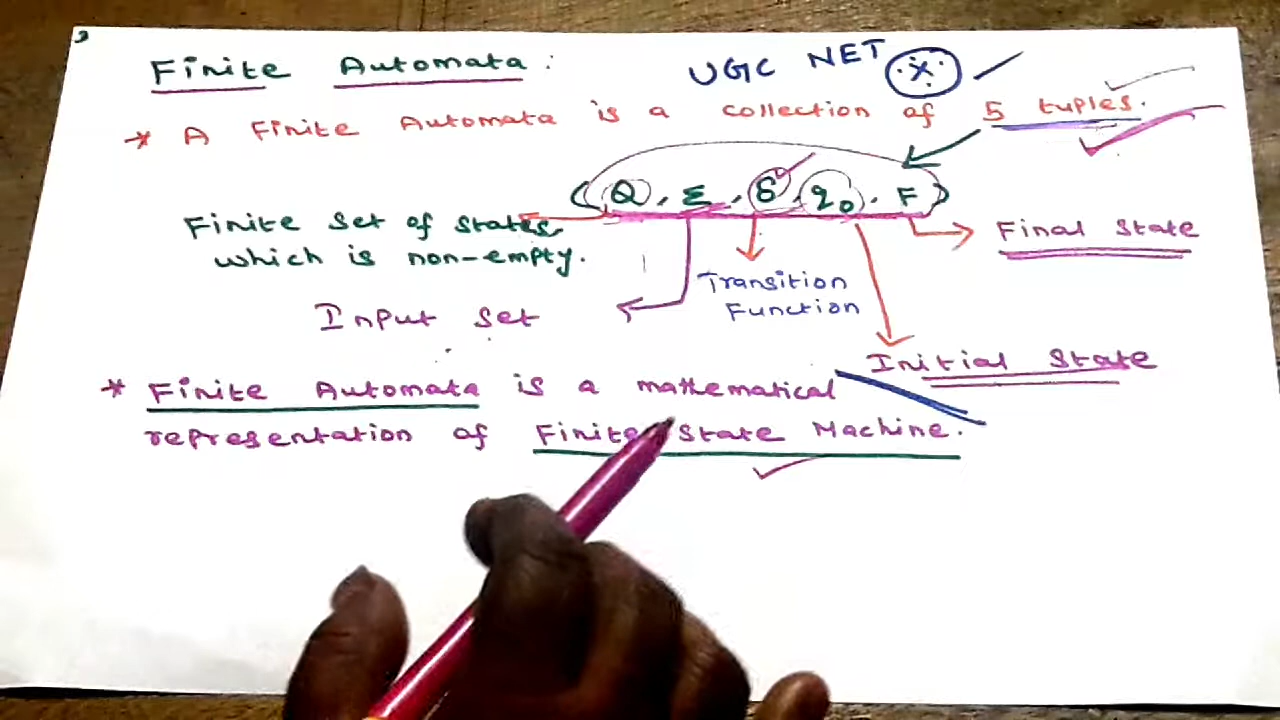 Finite Automata :
UGC NET
* A Finite Automata is a collection of 5 tuples.
(Q, Σ, δ, q0, F)
Finite set of states
which is non-empty.
Final State
Transition
Function
Input set
Initial State
* Finite Automata is a mathematical
representation of Finite State Machine.